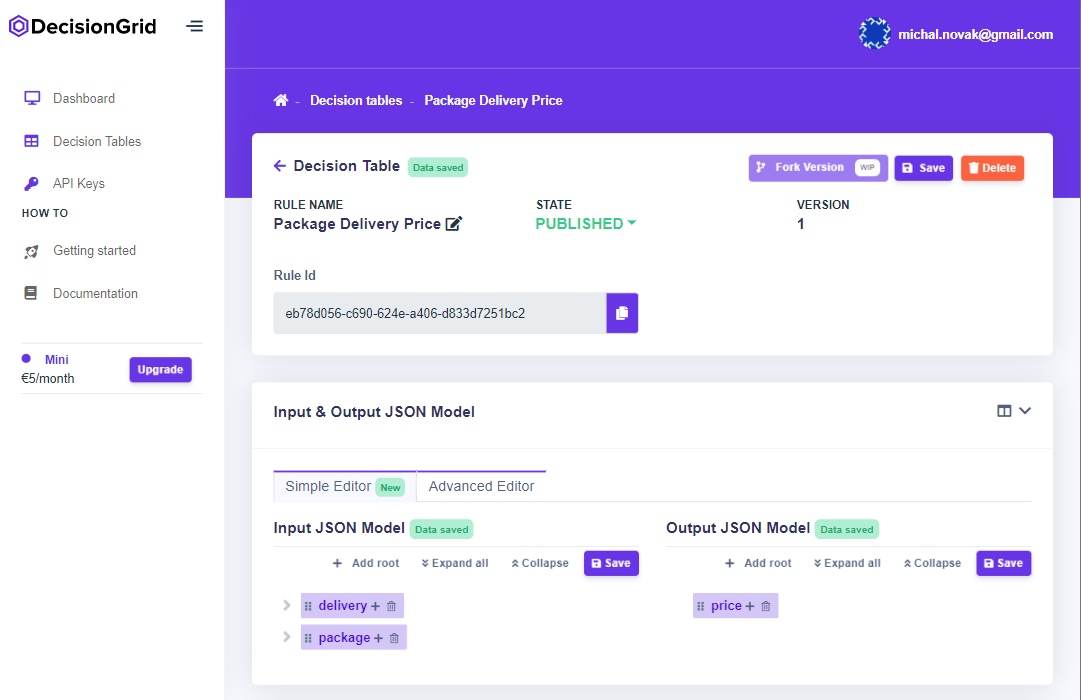 DecisionGrid
michal.novak@gmail.com
Dashboard
Decision Tables
API Keys
HOW TO
Getting started
Documentation
Mini
€5/month
Upgrade
- Decision tables - Package Delivery Price
Decision Table Data saved
Fork Version WIP Save Delete
RULE NAME STATE VERSION
Package Delivery Price PUBLISHED 1
Rule Id
eb78d056-c690-624e-a406-d833d7251bc2
Input & Output JSON Model
Simple Editor New Advanced Editor
Input JSON Model Data saved
+ Add root Expand all Collapse Save
delivery +
package +
Output JSON Model Data saved
+ Add root Expand all Collapse Save
price +